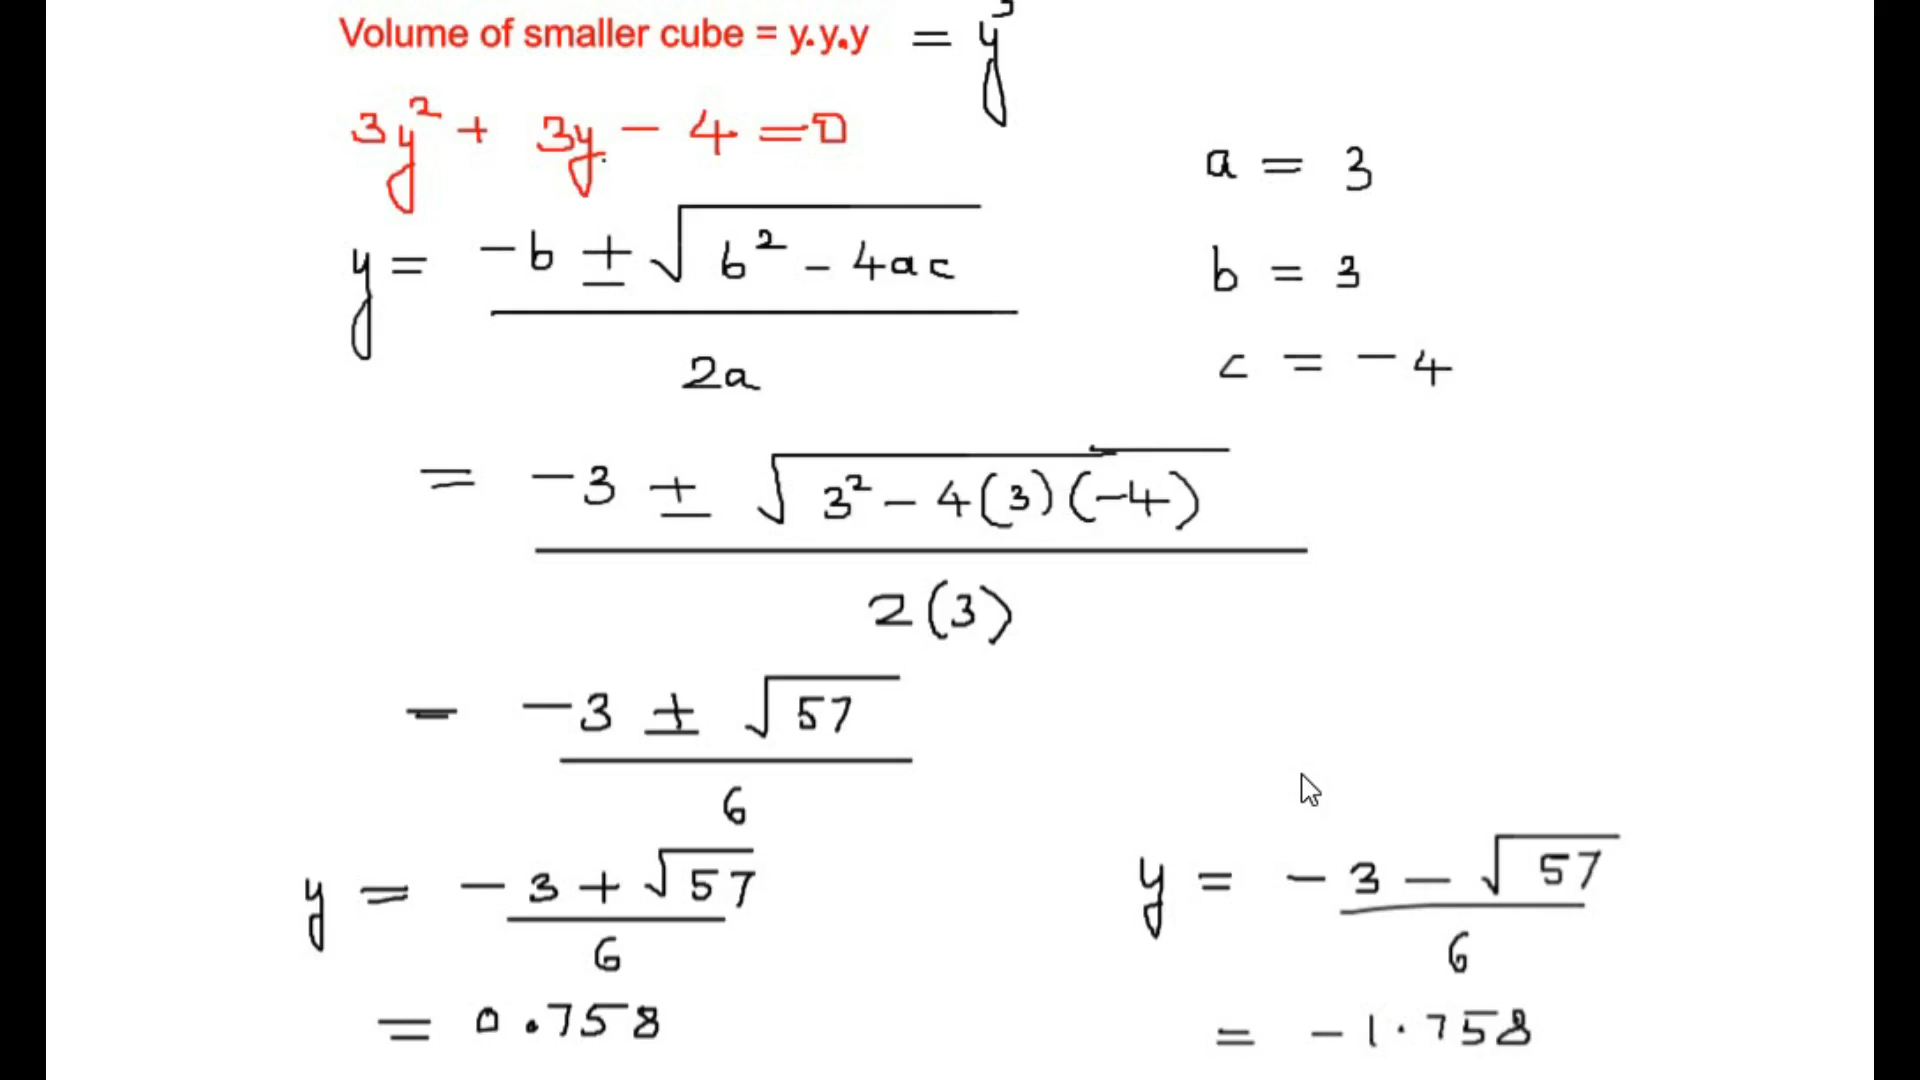 Volume of smaller cube = y.y.y = y³
3y² + 3y - 4 = 0
a = 3
y = -b ± √(b² - 4ac)
2a
b = 3
c = -4
= -3 ± √(3² - 4(3)(-4))
2(3)
= -3 ± √57
6
y = -3 + √57
6
= 0.758
y = -3 - √57
6
= -1.758